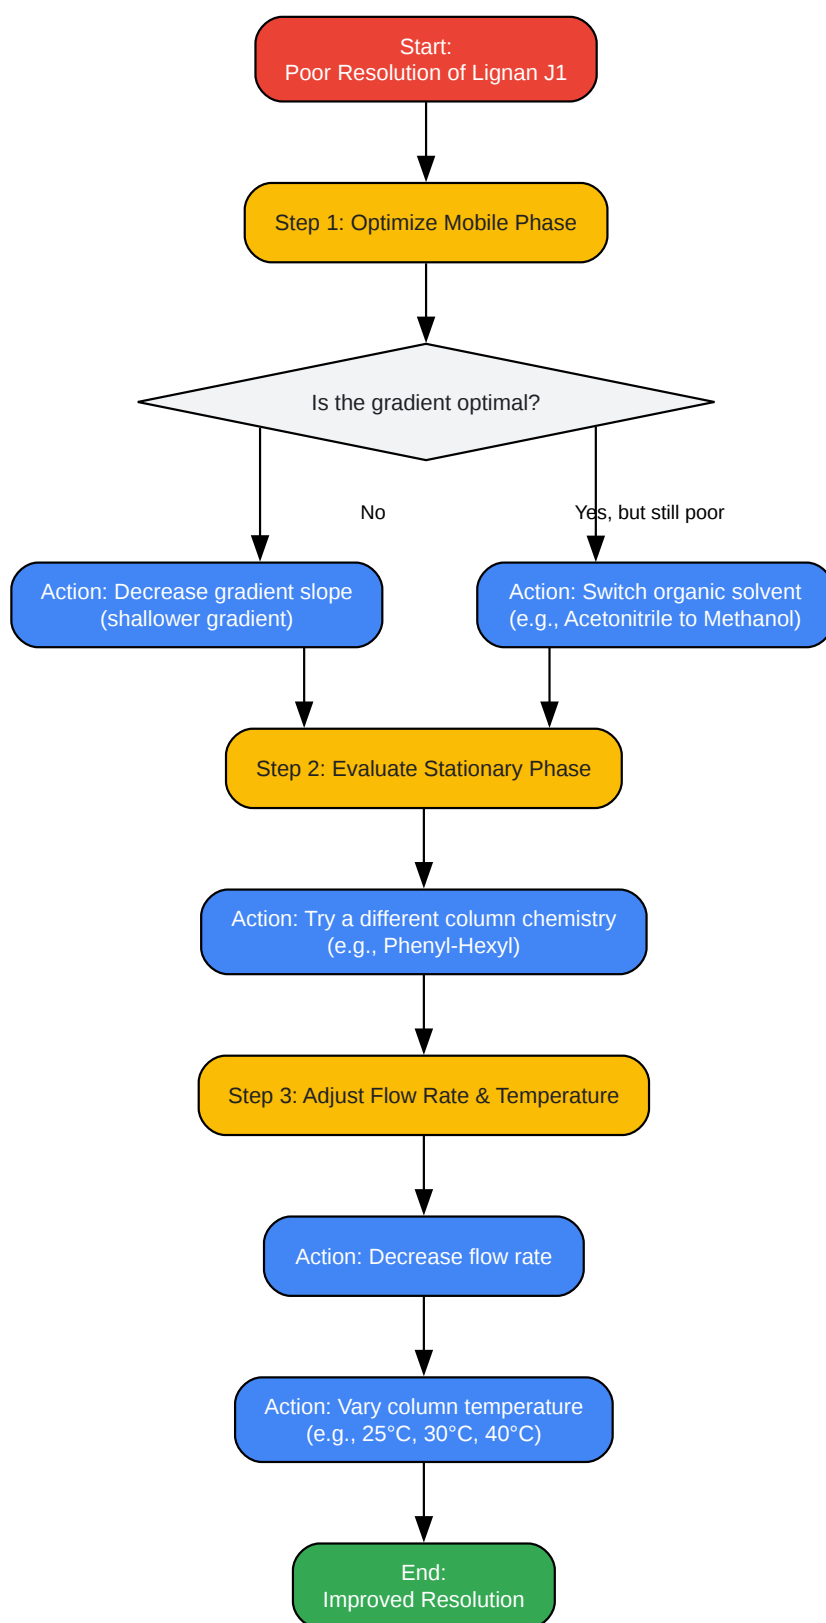 Start:
Poor Resolution of Lignan J1
Step 1: Optimize Mobile Phase
Is the gradient optimal?
No
Yes, but still poor
Action: Decrease gradient slope
(shallower gradient)
Action: Switch organic solvent
(e.g., Acetonitrile to Methanol)
Step 2: Evaluate Stationary Phase
Action: Try a different column chemistry
(e.g., Phenyl-Hexyl)
Step 3: Adjust Flow Rate & Temperature
Action: Decrease flow rate
Action: Vary column temperature
(e.g., 25°C, 30°C, 40°C)
End:
Improved Resolution